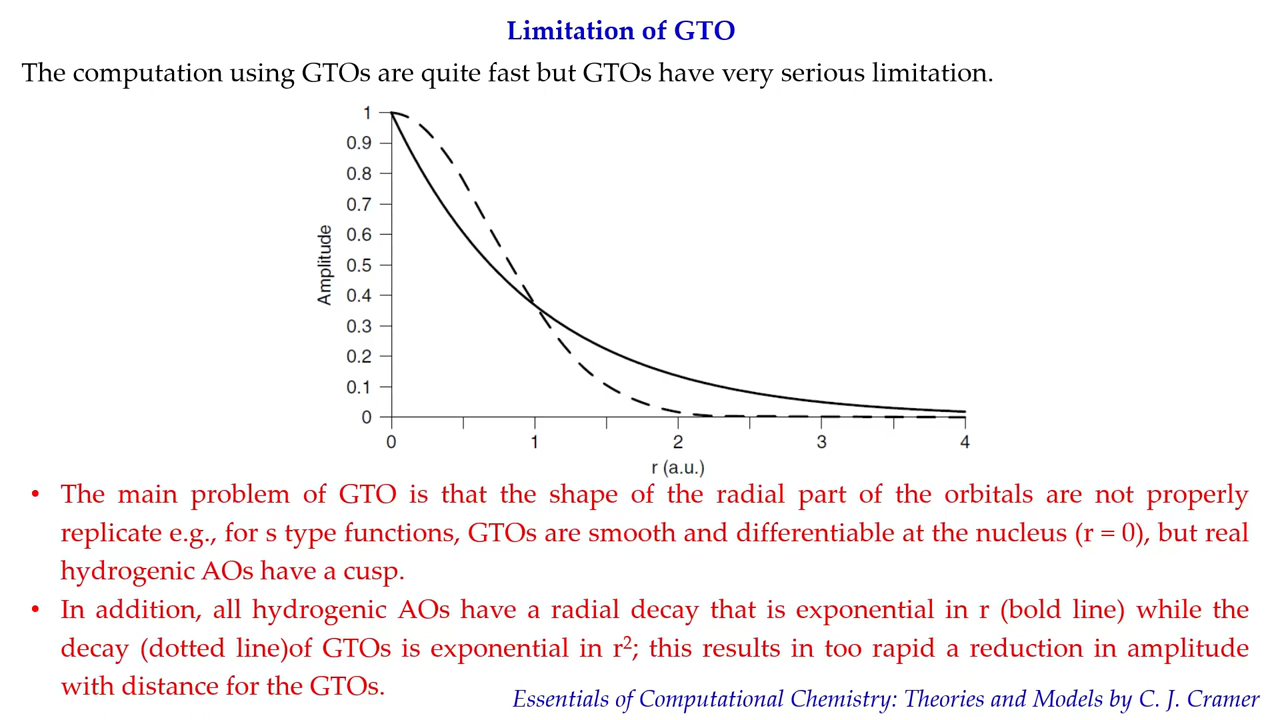 Limitation of GTO
The computation using GTOs are quite fast but GTOs have very serious limitation.
1
0.9
0.8
0.7
0.6
0.5
0.4
0.3
0.2
0.1
0
Amplitude
0 1 2 3 4
r (a.u.)
• The main problem of GTO is that the shape of the radial part of the orbitals are not properly
replicate e.g., for s type functions, GTOs are smooth and differentiable at the nucleus (r = 0), but real
hydrogenic AOs have a cusp.
• In addition, all hydrogenic AOs have a radial decay that is exponential in r (bold line) while the
decay (dotted line)of GTOs is exponential in r²; this results in too rapid a reduction in amplitude
with distance for the GTOs.
Essentials of Computational Chemistry: Theories and Models by C. J. Cramer